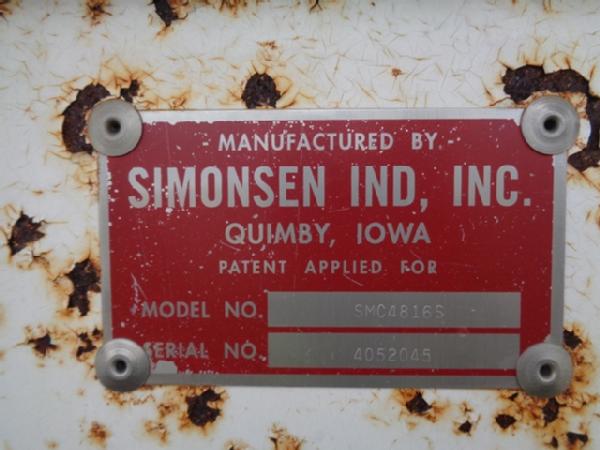 MANUFACTURED BY
SIMONSEN IND, INC.
QUIMBY, IOWA
PATENT APPLIED FOR
MODEL NO. SMC4816S
SERIAL NO. 4052045